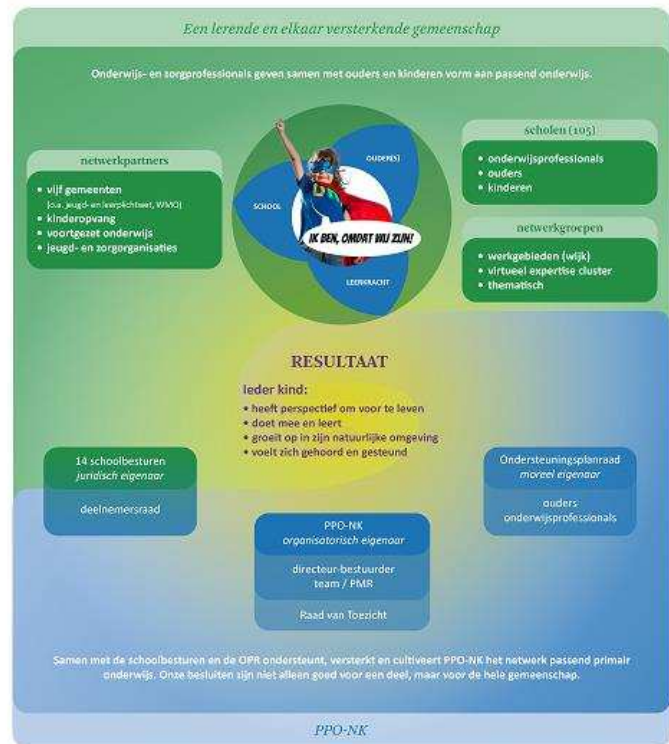 Een lerende en elkaar versterkende gemeenschap
Onderwijs- en zorgprofessionals geven samen met ouders en kinderen vorm aan passend onderwijs.
netwerkpartners
• vijf gemeenten
(o.a. jeugd- en leerplichtwet, WMO)
• kinderopvang
• voortgezet onderwijs
• jeugd- en zorgorganisaties
OUDER(S)
SCHOOL
IK BEN, OMDAT WIJ ZIJN!
LEERKRACHT
scholen (105)
• onderwijsprofessionals
• ouders
• kinderen
netwerkgroepen
• werkgebieden (wijk)
• virtueel expertise cluster
• thematisch
RESULTAAT
Ieder kind:
• heeft perspectief om voor te leven
• doet mee en leert
• groeit op in zijn natuurlijke omgeving
• voelt zich gehoord en gesteund
14 schoolbesturen
juridisch eigenaar
deelnemersraad
PPO-NK
organisatorisch eigenaar
directeur-bestuurder
team / PMR
Raad van Toezicht
Ondersteuningsplanraad
moreel eigenaar
ouders
onderwijsprofessionals
Samen met de schoolbesturen en de OPR ondersteunt, versterkt en cultiveert PPO-NK het netwerk passend primair
onderwijs. Onze besluiten zijn niet alleen goed voor een deel, maar voor de hele gemeenschap.
PPO-NK